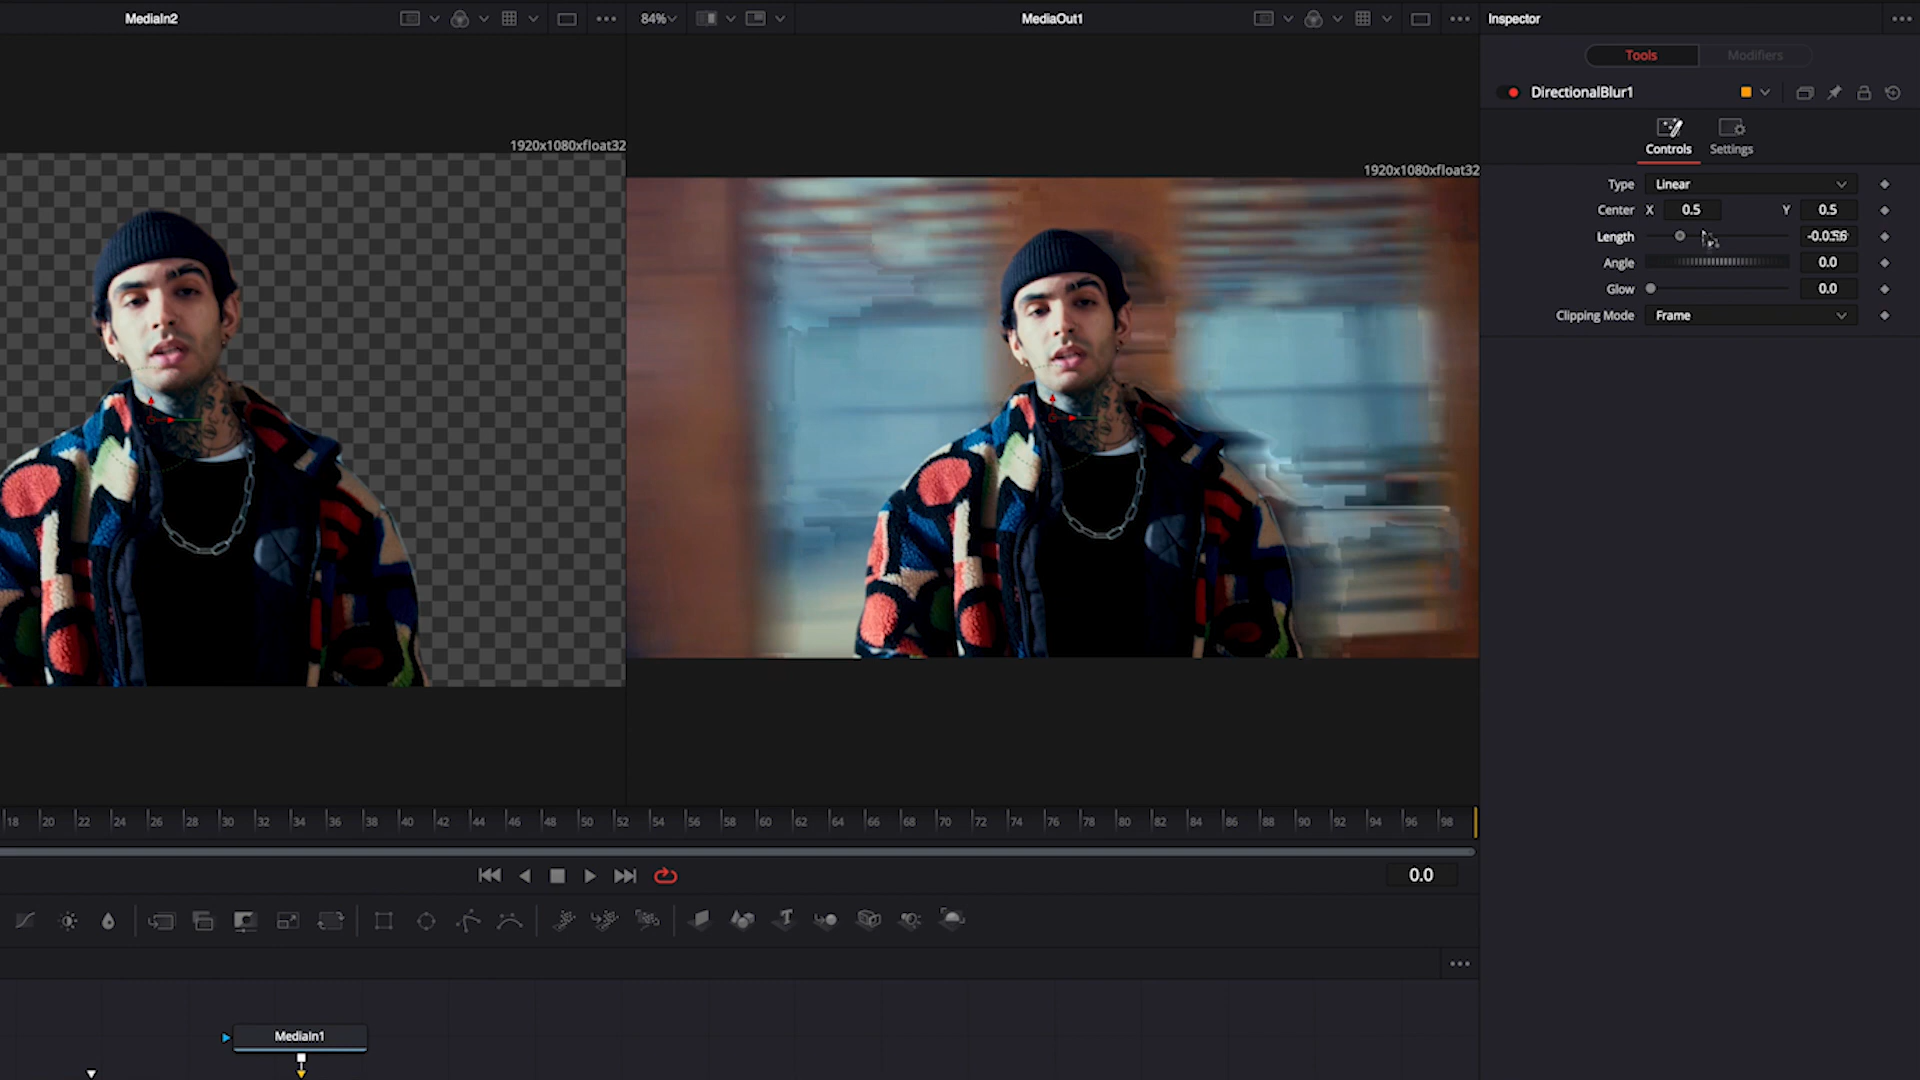 MediaIn2
84%
MediaOut1
Inspector
Tools
Modifiers
DirectionalBlur1
Controls
Settings
1920x1080xfloat32
1920x1080xfloat32
Type Linear
Center X 0.5 Y 0.5
Length
Angle 0.0
Glow 0.0
Clipping Mode Frame
18 20 22 24 26 28 30 32 34 36 38 40 42 44 46 48 50 52 54 56 58 60 62 64 66 68 70 72 74 76 78 80 82 84 86 88 90 92 94 96 98
0.0
MediaIn1